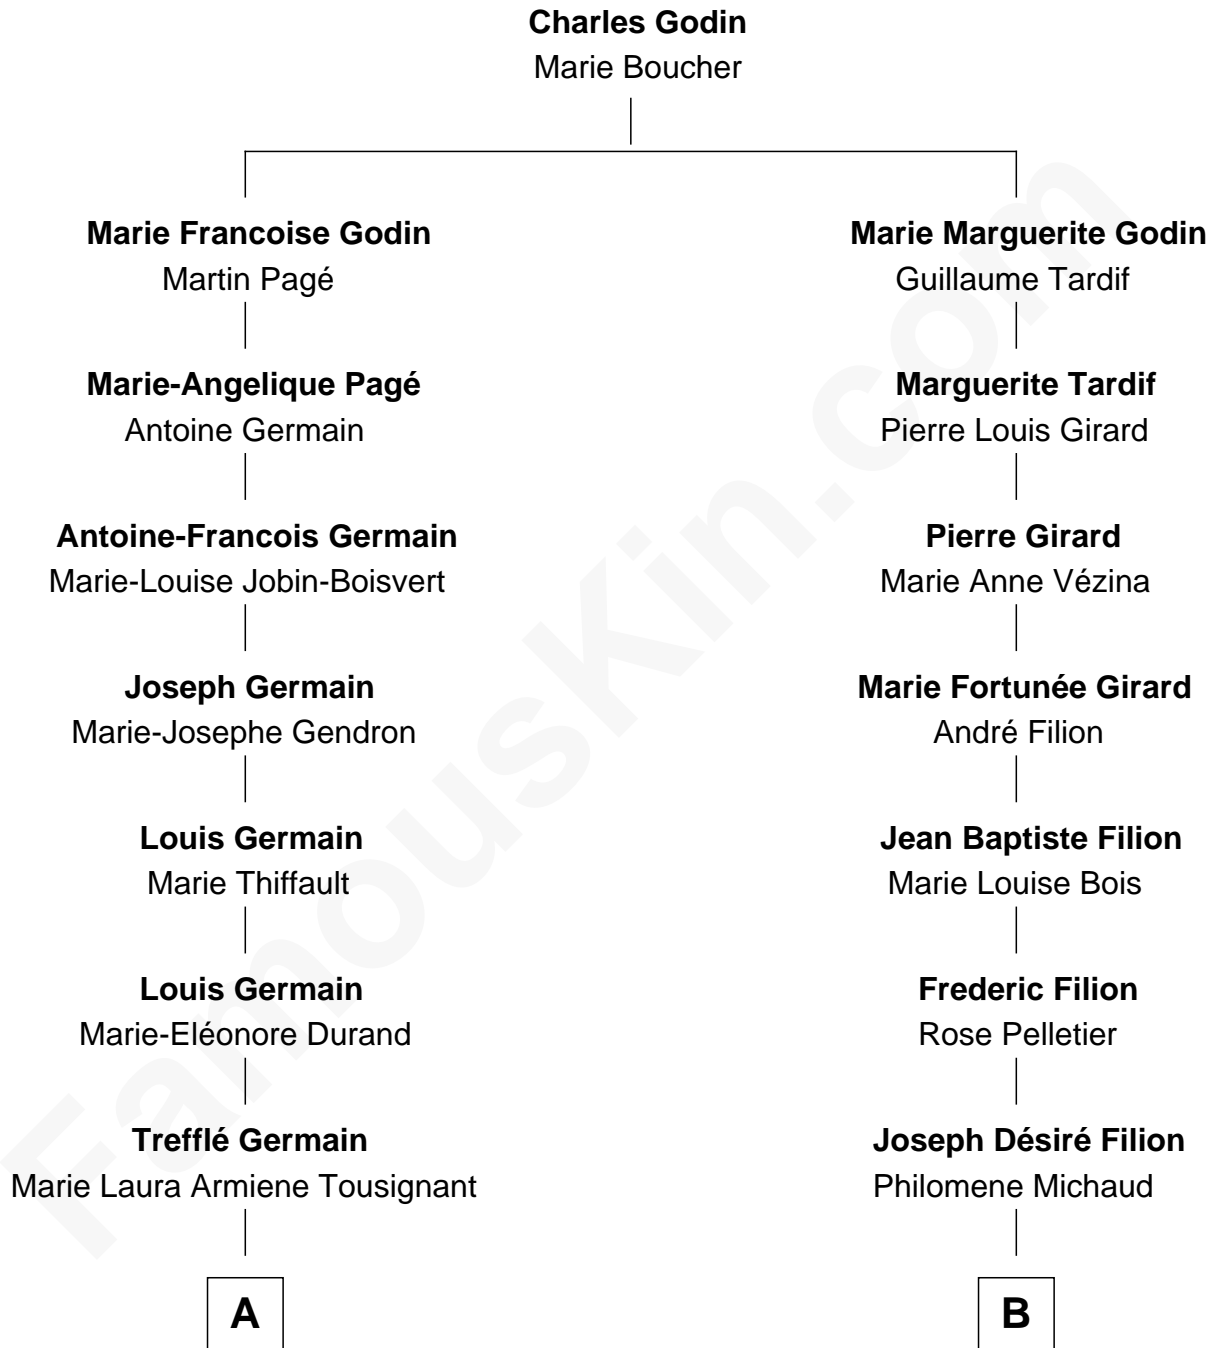 Charles Godin
Marie Boucher
Marie Francoise Godin
Martin Pagé
Marie Marguerite Godin
Guillaume Tardif
Marie-Angelique Pagé
Antoine Germain
Marguerite Tardif
Pierre Louis Girard
Antoine-Francois Germain
Marie-Louise Jobin-Boisvert
Pierre Girard
Marie Anne Vézina
Joseph Germain
Marie-Josephe Gendron
Marie Fortunée Girard
André Filion
Louis Germain
Marie Thiffault
Jean Baptiste Filion
Marie Louise Bois
Louis Germain
Marie-Eléonore Durand
Frederic Filion
Rose Pelletier
Trefflé Germain
Marie Laura Armiene Tousignant
Joseph Désiré Filion
Philomene Michaud
A
B
FamousKin.com